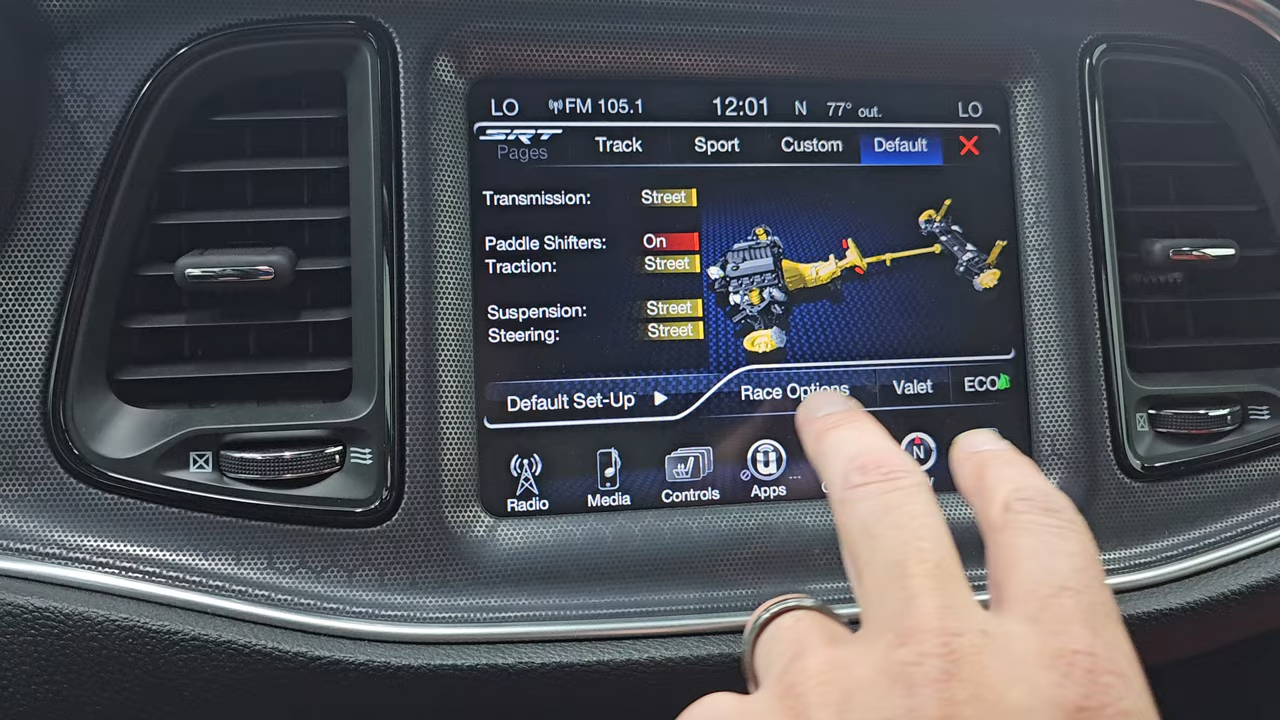 LO FM 105.1 12:01 N 77° out. LO
SRT Pages Track Sport Custom Default X
Transmission: Street
Paddle Shifters: On
Traction: Street
Suspension: Street
Steering: Street
Default Set-Up Race Options Valet ECO
N
Radio Media Controls Apps